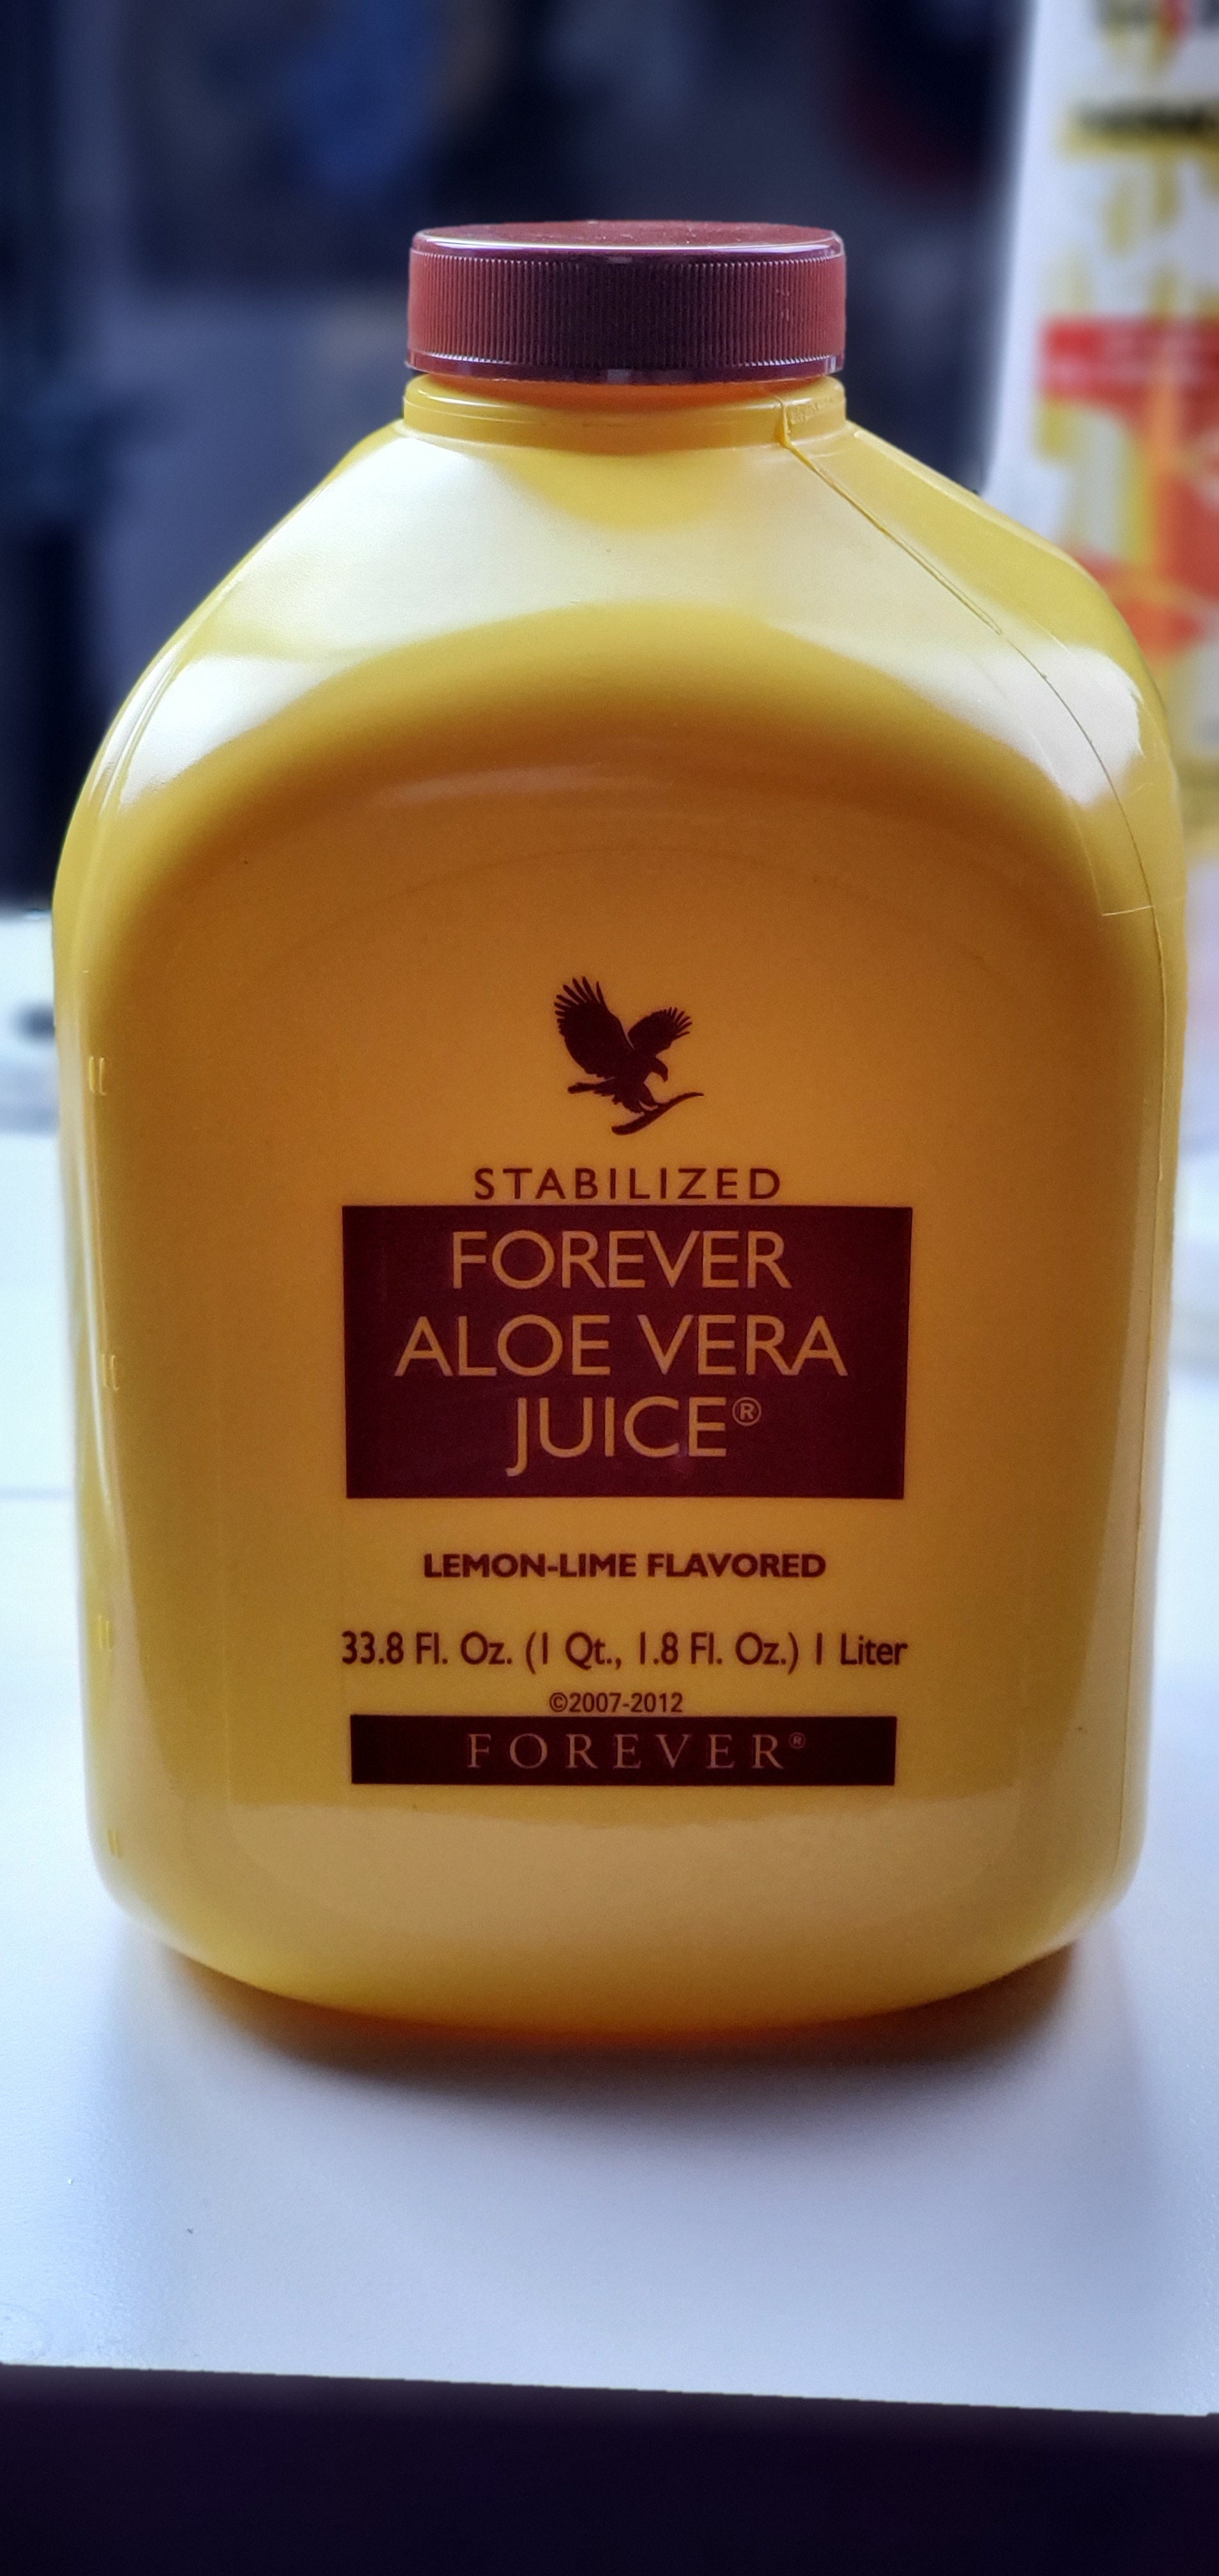 STABILIZED
FOREVER
ALOE VERA
JUICE®
LEMON-LIME FLAVORED
33.8 Fl. Oz. (1 Qt., 1.8 Fl. Oz.) 1 Liter
©2007-2012
FOREVER®